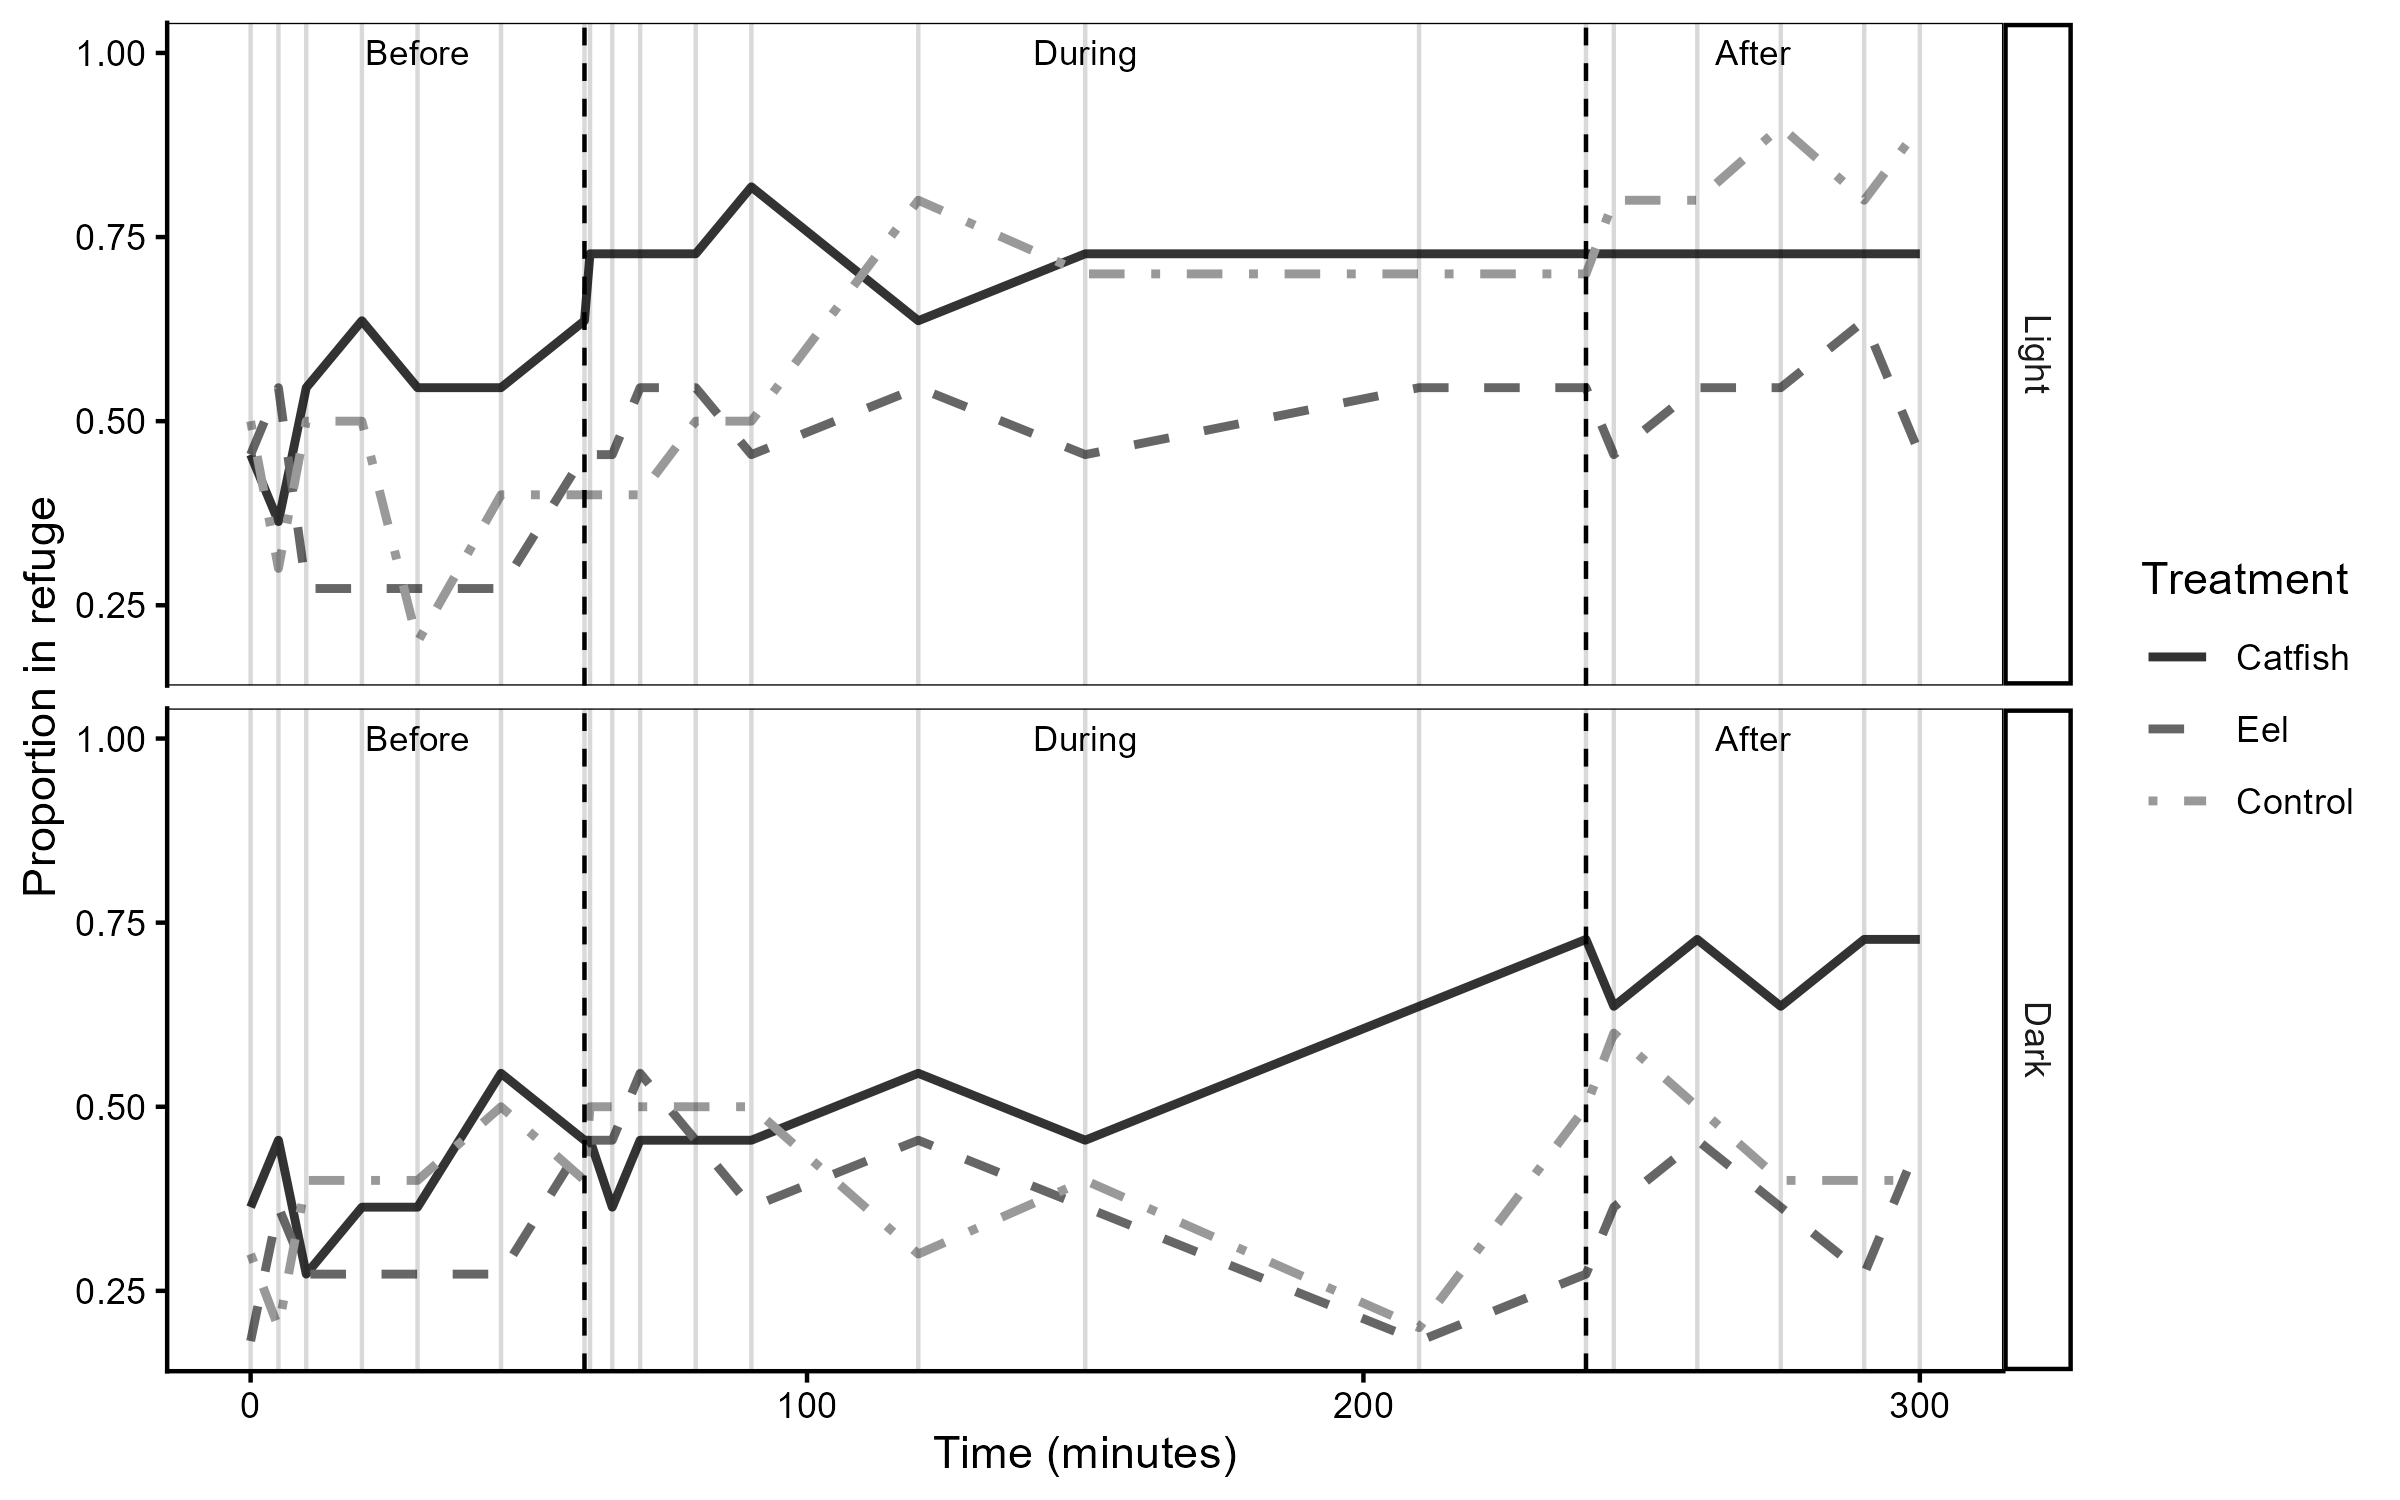 Proportion in refuge
Before
During
After
1.00
0.75
0.50
0.25
Light
Before
During
After
1.00
0.75
0.50
0.25
Dark
0
100
200
300
Time (minutes)
Treatment
Catfish
Eel
Control